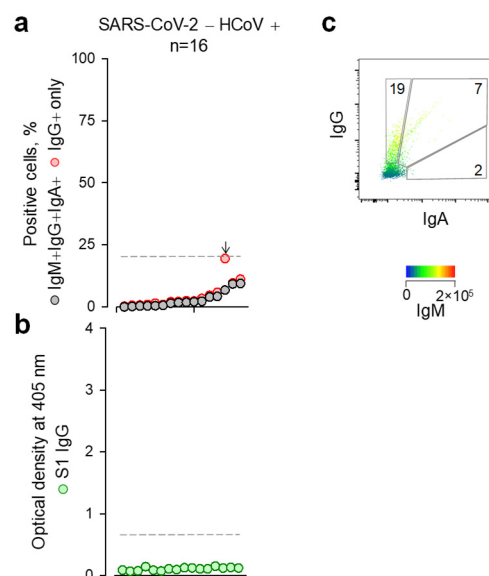 a
SARS-CoV-2 – HCoV +
n=16
Positive cells, %
IgM+IgG+IgA+
IgG+ only
100
75
50
25
0
b
Optical density at 405 nm
S1 IgG
4
3
2
1
0
c
IgG
19
7
2
IgA
0
2×10⁵
IgM